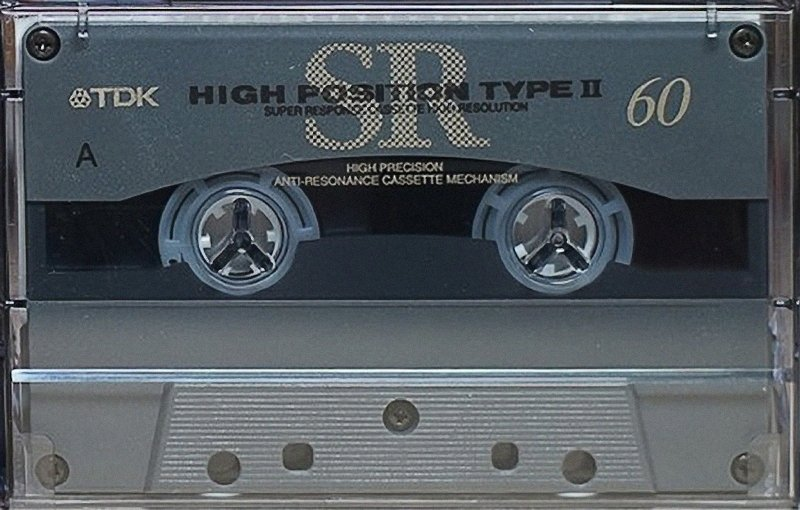 SR
TDK
HIGH POSITION TYPE II
60
A
HIGH PRECISION
ANTI-RESONANCE CASSETTE MECHANISM